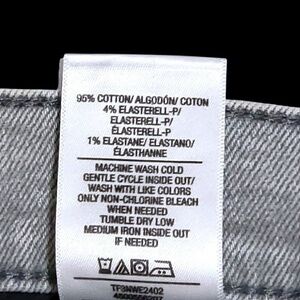 95% COTTON/ ALGODÓN/ COTON
4% ELASTERELL-P/
ELASTERELL-P/
ÉLASTERELL-P
1% ELASTANE/ ELASTANO/
ÉLASTHANNE
MACHINE WASH COLD
GENTLE CYCLE INSIDE OUT/
WASH WITH LIKE COLORS
ONLY NON-CHLORINE BLEACH
WHEN NEEDED
TUMBLE DRY LOW
MEDIUM IRON INSIDE OUT
IF NEEDED
TF3NWE2402